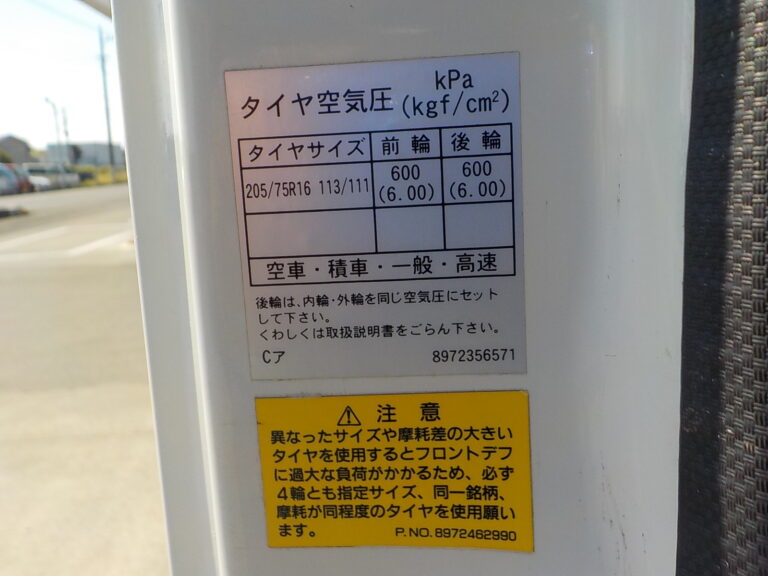 タイヤ空気圧 kPa
(kgf/cm²)
タイヤサイズ 前輪 後輪
205/75R16 113/111 600 (6.00) 600 (6.00)
空車・積車・一般・高速
後輪は、内輪・外輪を同じ空気圧にセット
して下さい。
くわしくは取扱説明書をごらん下さい。
Cア 8972356571
⚠ 注意
異なったサイズや摩耗差の大きい
タイヤを使用するとフロントデフ
に過大な負荷がかかるため、必ず
4輪とも指定サイズ、同一銘柄、
摩耗が同程度のタイヤを使用願い
ます。 P.NO.8972462990